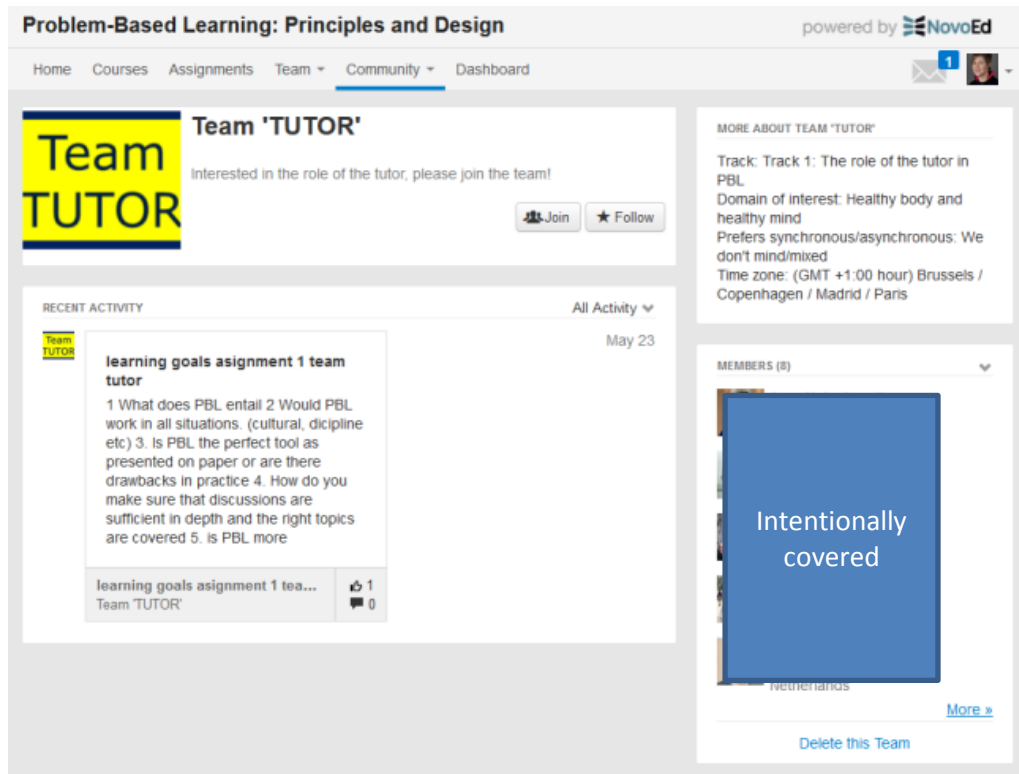 Problem-Based Learning: Principles and Design
powered by NovoEd
Home Courses Assignments Team Community Dashboard
1
Team
TUTOR
Team 'TUTOR'
Interested in the role of the tutor, please join the team!
Join
Follow
RECENT ACTIVITY
All Activity
Team
TUTOR
May 23
learning goals asignment 1 team
tutor
1 What does PBL entail 2 Would PBL
work in all situations. (cultural, dicipline
etc) 3. Is PBL the perfect tool as
presented on paper or are there
drawbacks in practice 4. How do you
make sure that discussions are
sufficient in depth and the right topics
are covered 5. is PBL more
learning goals asignment 1 tea...
Team 'TUTOR'
1
0
MORE ABOUT TEAM 'TUTOR'
Track: Track 1: The role of the tutor in
PBL
Domain of interest: Healthy body and
healthy mind
Prefers synchronous/asynchronous: We
don't mind/mixed
Time zone: (GMT +1:00 hour) Brussels /
Copenhagen / Madrid / Paris
MEMBERS (8)
Intentionally
covered
Netherlands
More »
Delete this Team